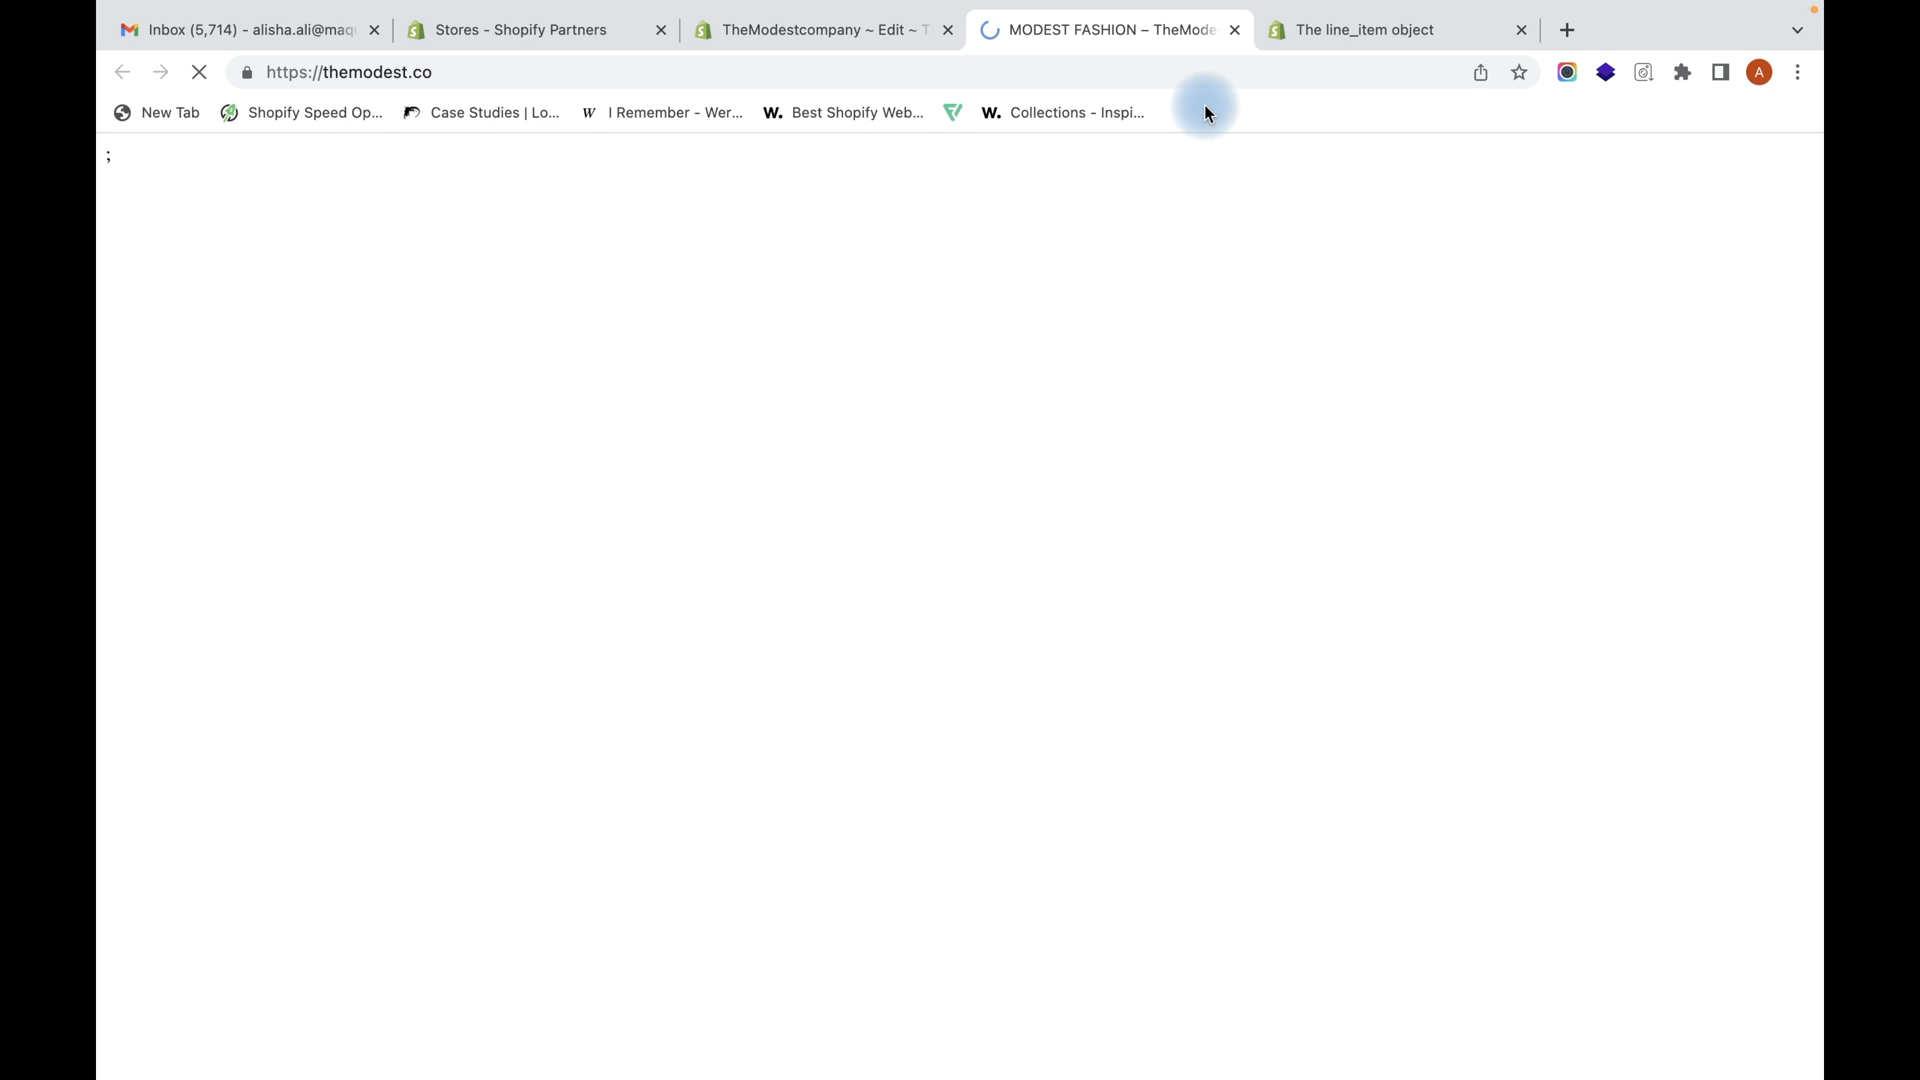 Inbox (5,714) - alisha.ali@maqu
Stores - Shopify Partners
TheModestcompany ~ Edit ~ T
MODEST FASHION – TheMode
The line_item object
https://themodest.co
A
New Tab
Shopify Speed Op...
Case Studies | Lo...
W I Remember - Wer...
W. Best Shopify Web...
W. Collections - Inspi...
;